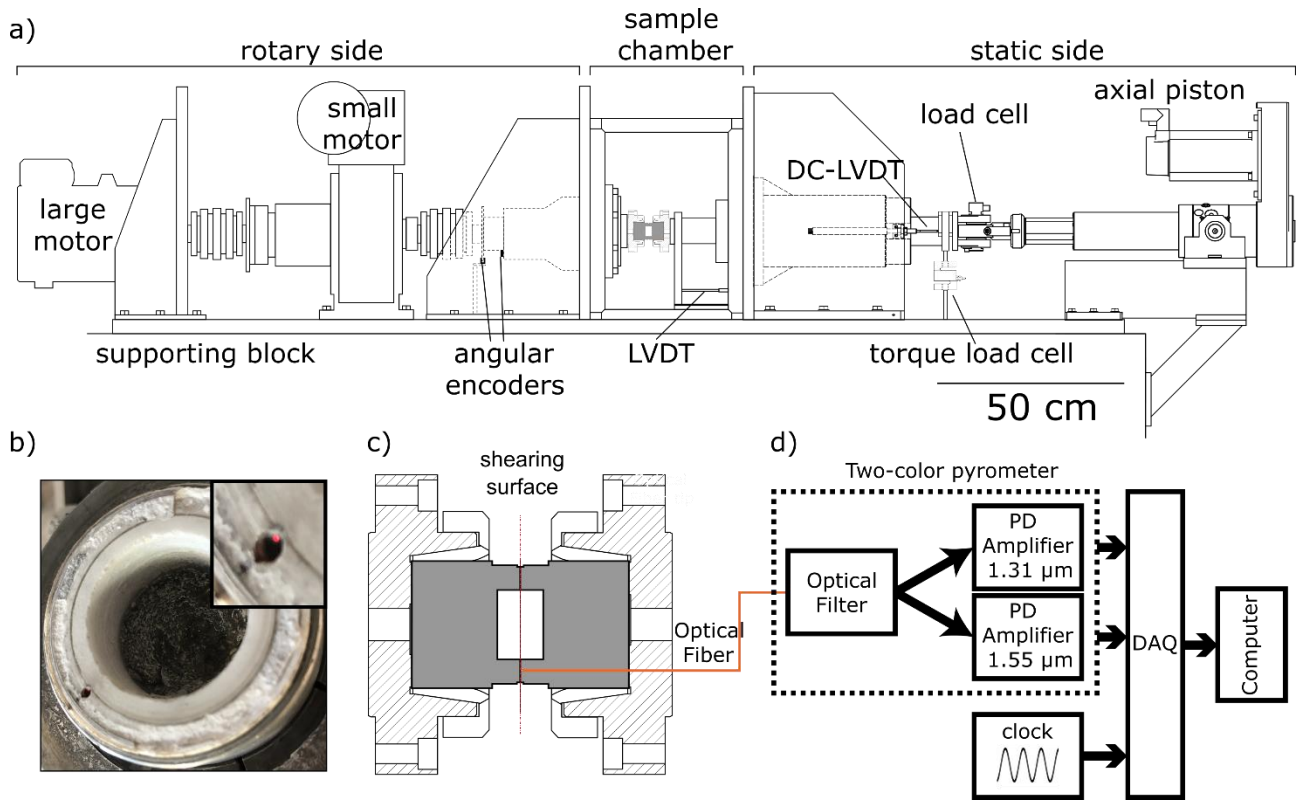 a)
rotary side
sample
chamber
static side
large
motor
small
motor
DC-LVDT
load cell
axial piston
supporting block
angular
encoders
LVDT
torque load cell
50 cm
b)
c)
shearing
surface
Optical
Fiber
d)
Two-color pyrometer
Optical
Filter
PD
Amplifier
1.31 µm
PD
Amplifier
1.55 µm
clock
DAQ
Computer